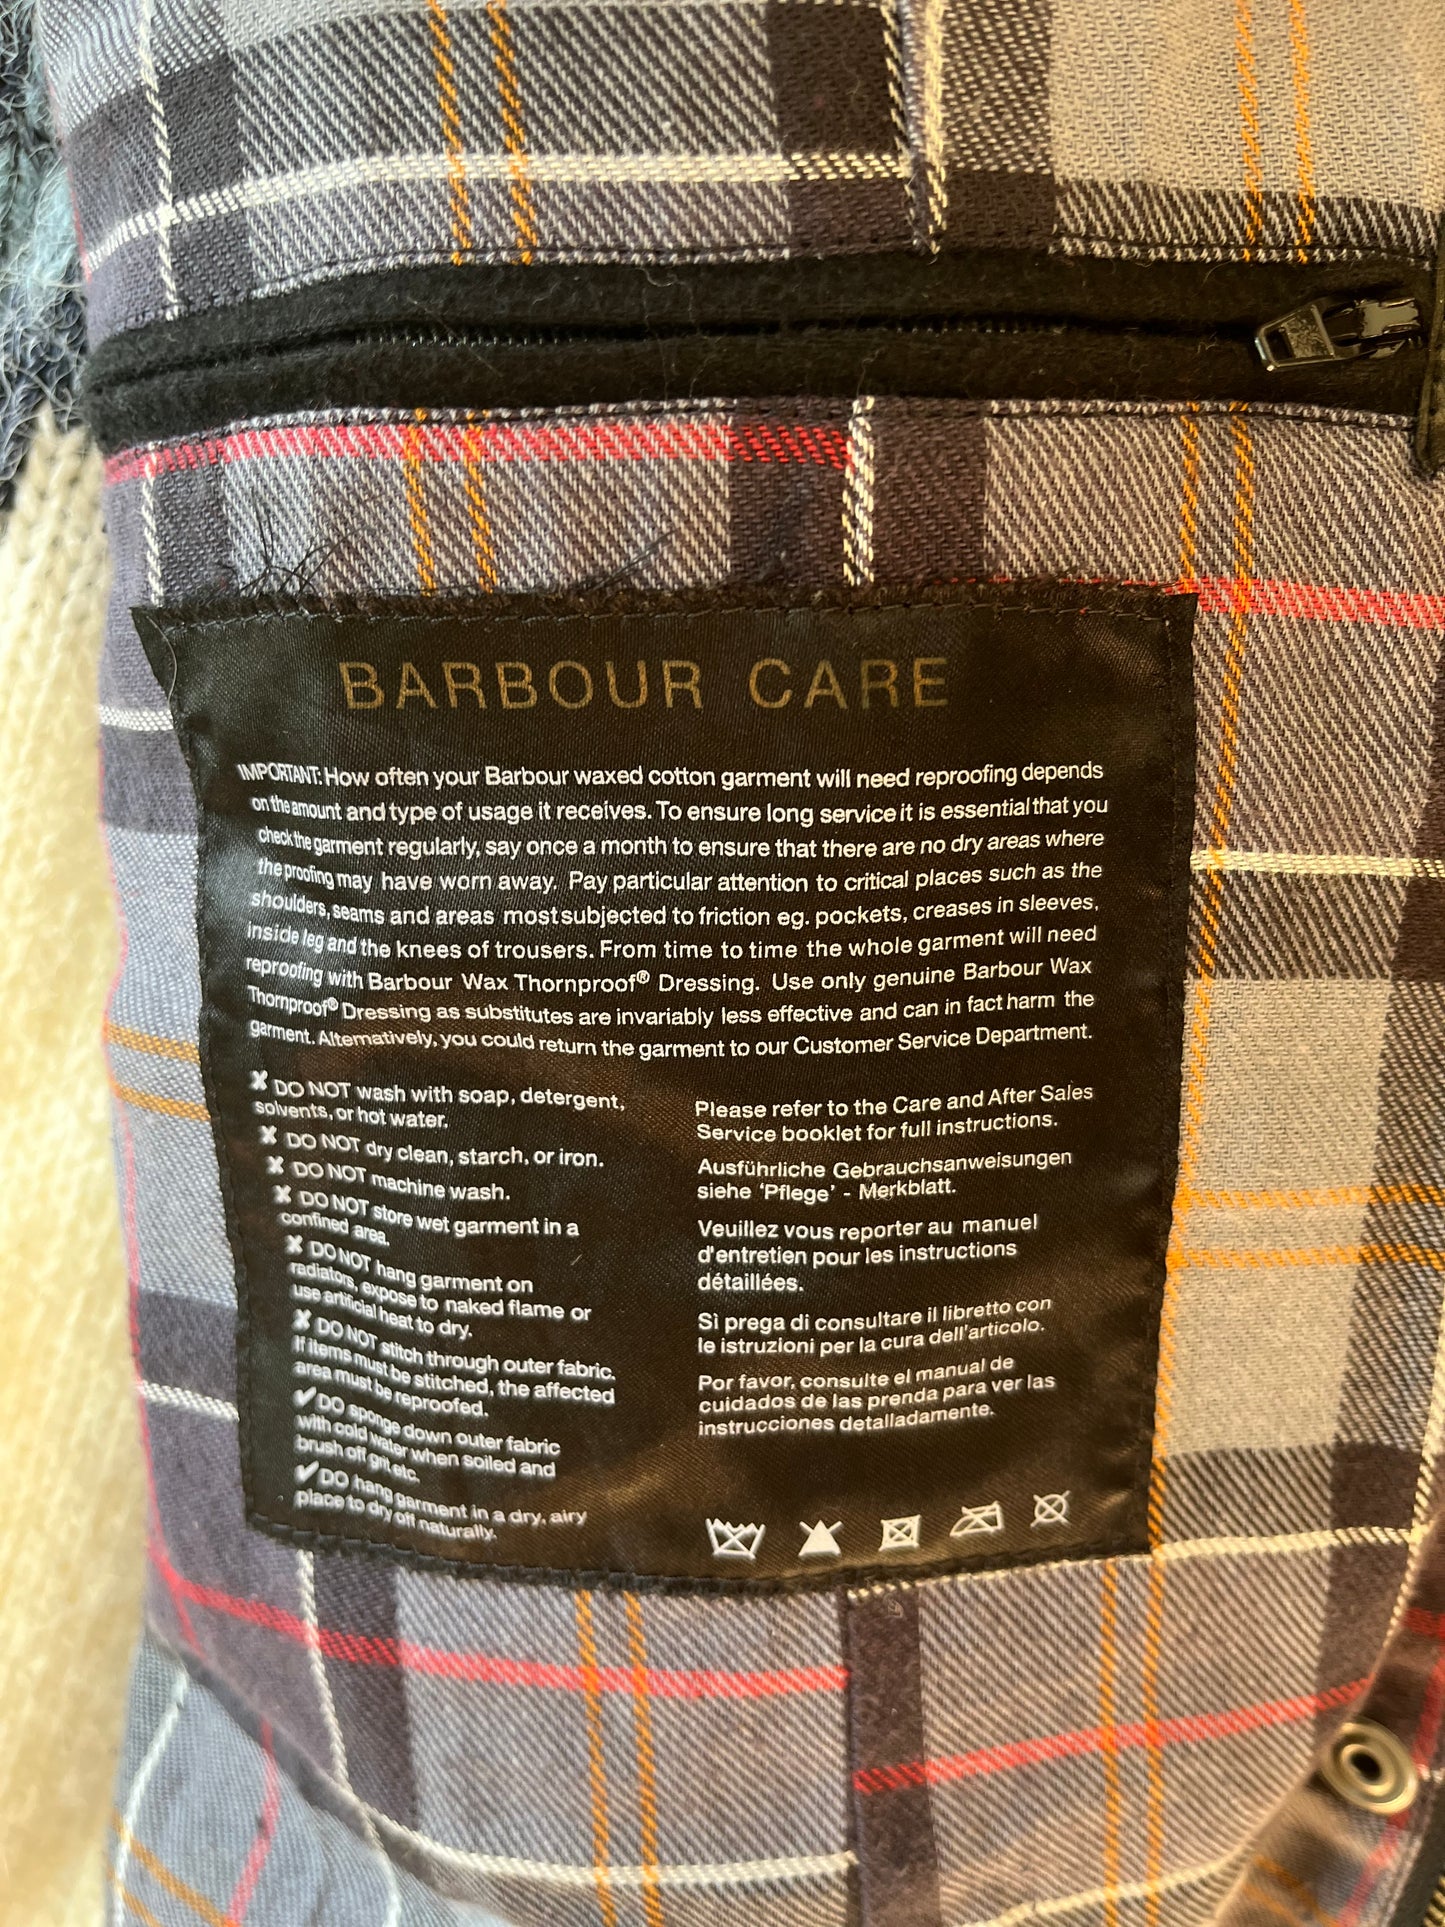 BARBOUR CARE
IMPORTANT: How often your Barbour waxed cotton garment will need reproofing depends
on the amount and type of usage it receives. To ensure long service it is essential that you
check the garment regularly, say once a month to ensure that there are no dry areas where
the proofing may have worn away. Pay particular attention to critical places such as the
shoulders, seams and areas most subjected to friction eg. pockets, creases in sleeves,
inside leg and the knees of trousers. From time to time the whole garment will need
reproofing with Barbour Wax Thornproof® Dressing. Use only genuine Barbour Wax
Thornproof® Dressing as substitutes are invariably less effective and can in fact harm the
garment. Alternatively, you could return the garment to our Customer Service Department.
✘ DO NOT wash with soap, detergent,
solvents, or hot water.
✘ DO NOT dry clean, starch, or iron.
✘ DO NOT machine wash.
✘ DO NOT store wet garment in a
confined area.
✘ DO NOT hang garment on
radiators, expose to naked flame or
use artificial heat to dry.
✘ DO NOT stitch through outer fabric.
If items must be stitched, the affected
area must be reproofed.
✔ DO sponge down outer fabric
with cold water when soiled and
brush off grit etc.
✔ DO hang garment in a dry, airy
place to dry off naturally.
Please refer to the Care and After Sales
Service booklet for full instructions.
Ausführliche Gebrauchsanweisungen
siehe ‘Pflege’ - Merkblatt.
Veuillez vous reporter au manuel
d'entretien pour les instructions
détaillées.
Si prega di consultare il libretto con
le istruzioni per la cura dell'articolo.
Por favor, consulte el manual de
cuidados de las prenda para ver las
instrucciones detalladamente.